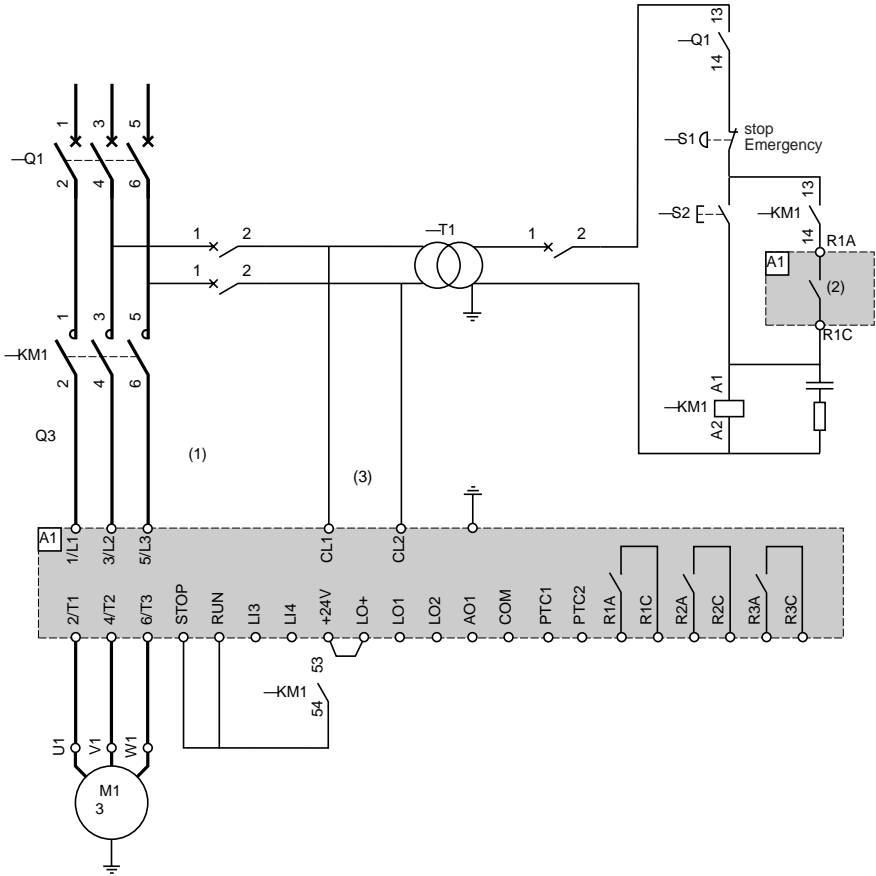 13
—Q1
14
1
3
5
—Q1
2
4
6
—S1
stop
Emergency
—S2
13
—KM1
14
R1A
A1
(2)
R1C
1
2
—T1
1
2
1
2
1
3
5
—KM1
2
4
6
A1
—KM1
A2
Q3
(1)
(3)
A1
1/L1
3/L2
5/L3
CL1
CL2
2/T1
4/T2
6/T3
STOP
RUN
LI3
LI4
+24V
LO+
LO1
LO2
AO1
COM
PTC1
PTC2
R1A
R1C
R2A
R2C
R3A
R3C
53
—KM1
54
U1
V1
W1
M1
3